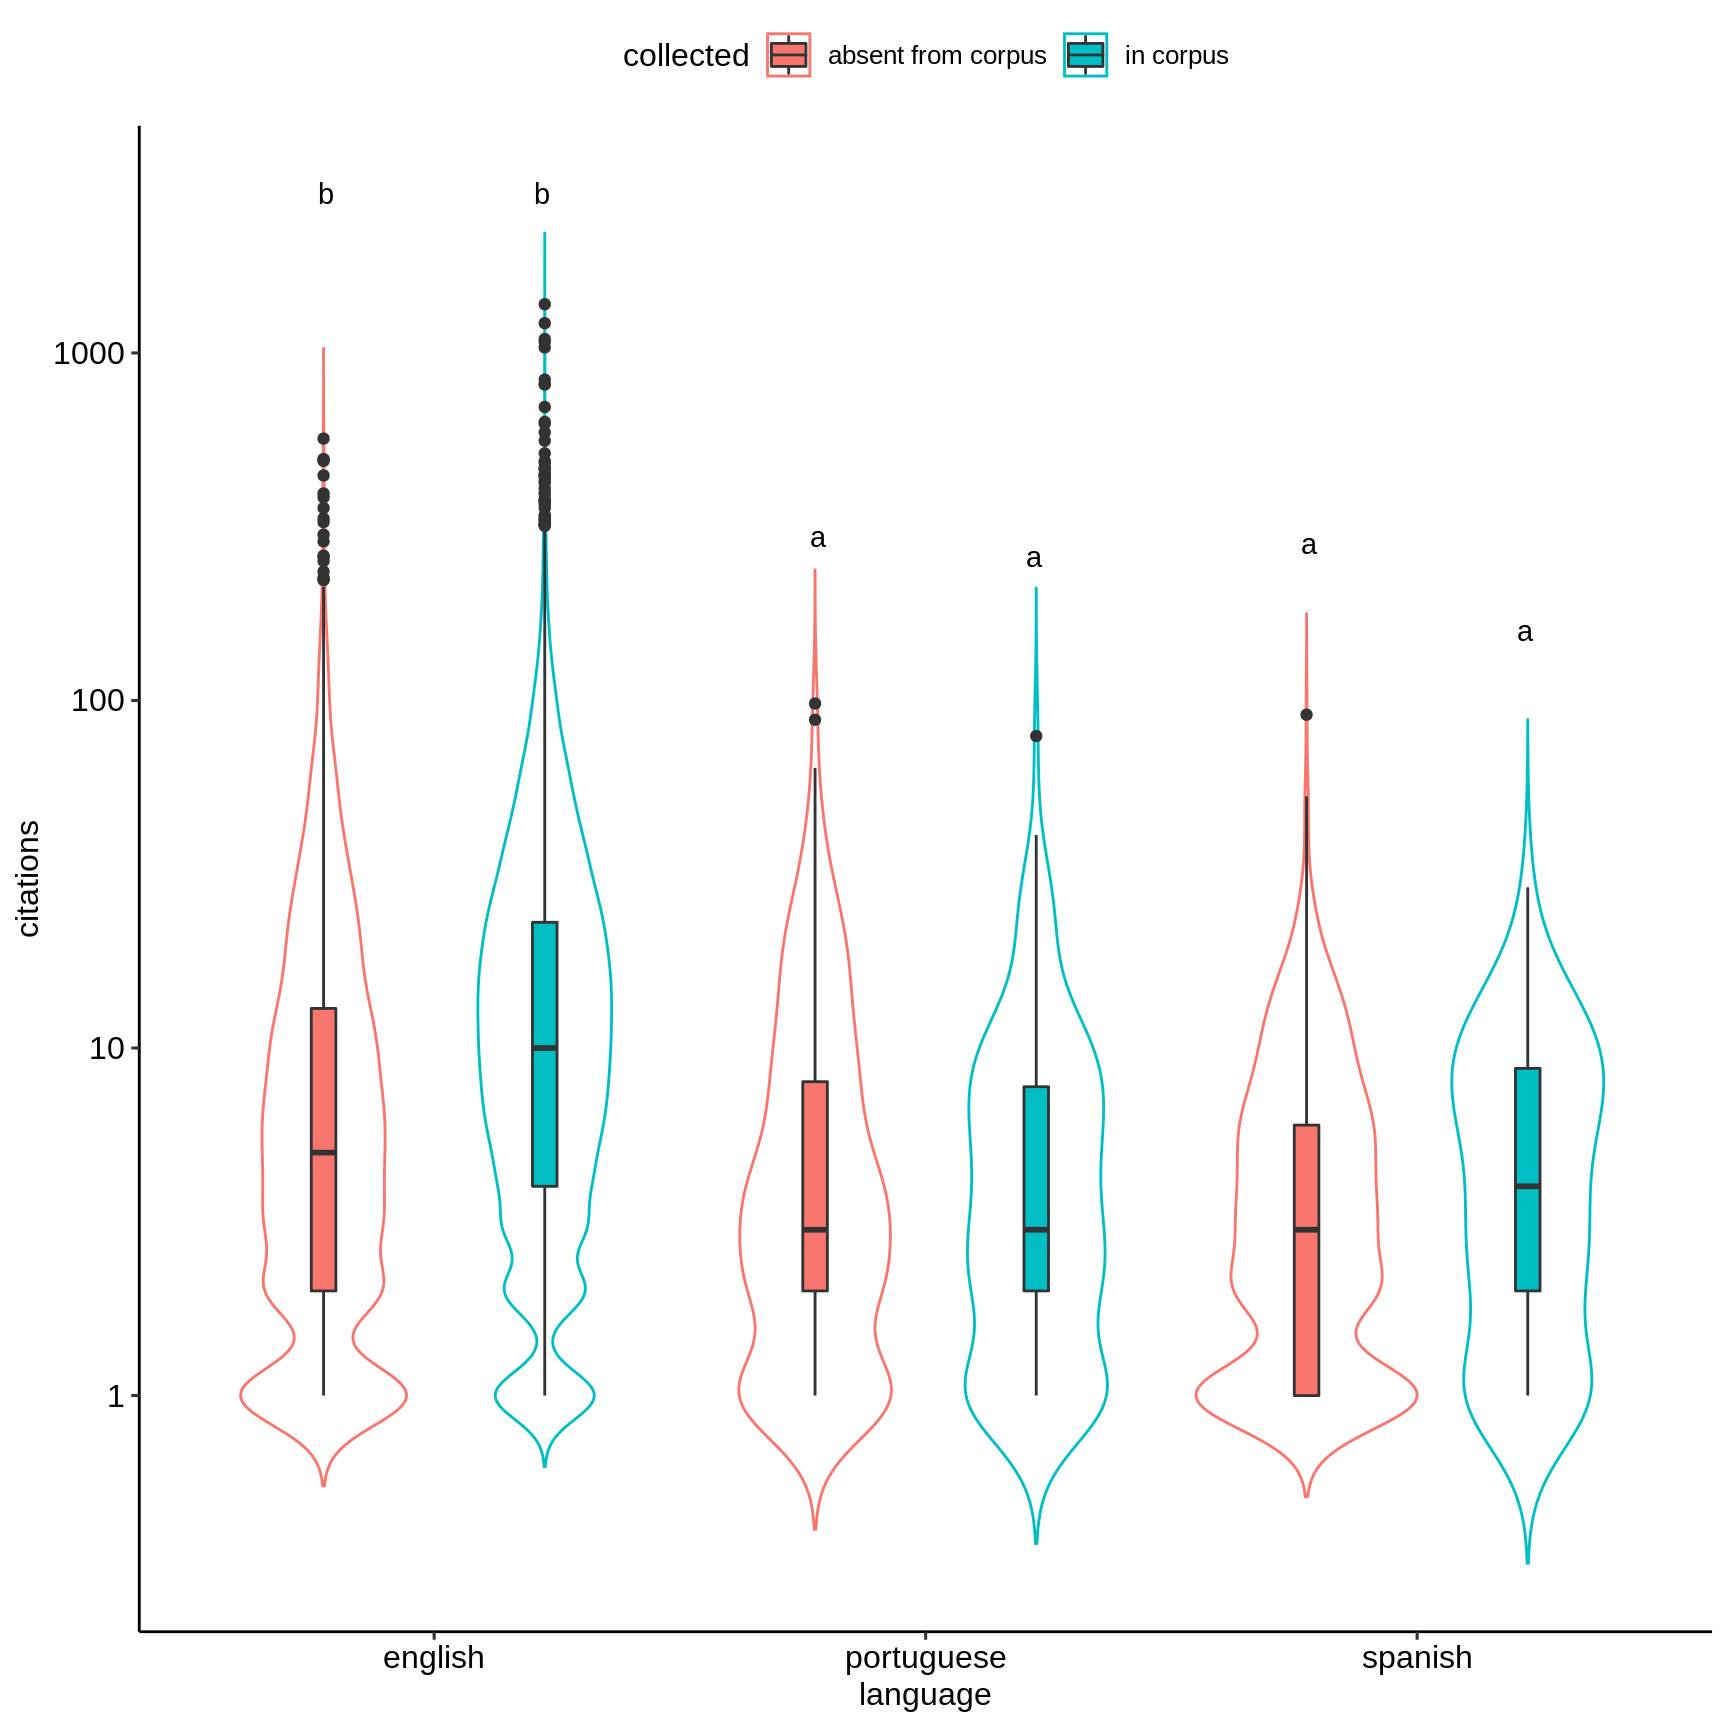 collected absent from corpus in corpus
b b
1000
a a a
a
100
citations
10
1
english portuguese spanish
language